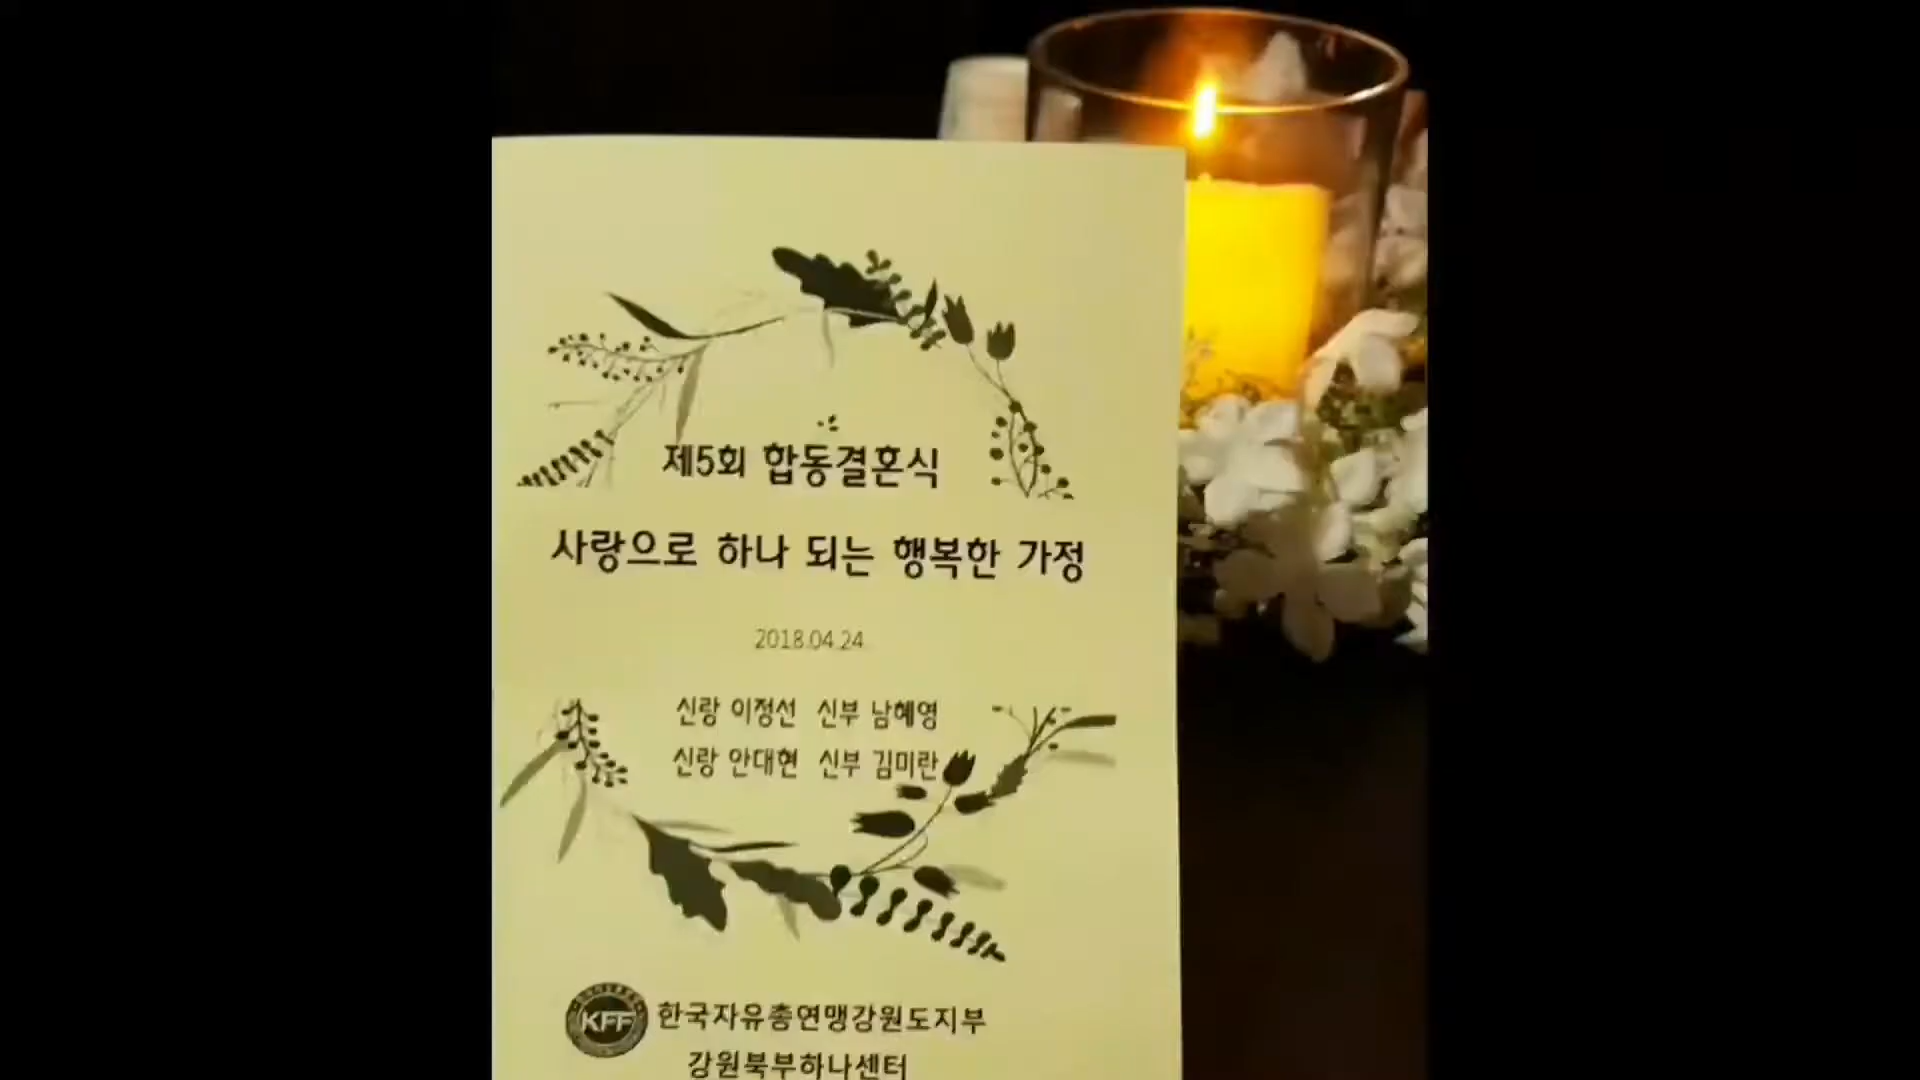 제5회 합동결혼식
사랑으로 하나 되는 행복한 가정
2018.04.24.
신랑 이정선 신부 남혜영
신랑 안대현 신부 김미란
KFF 한국자유총연맹강원도지부
강원북부하나센터